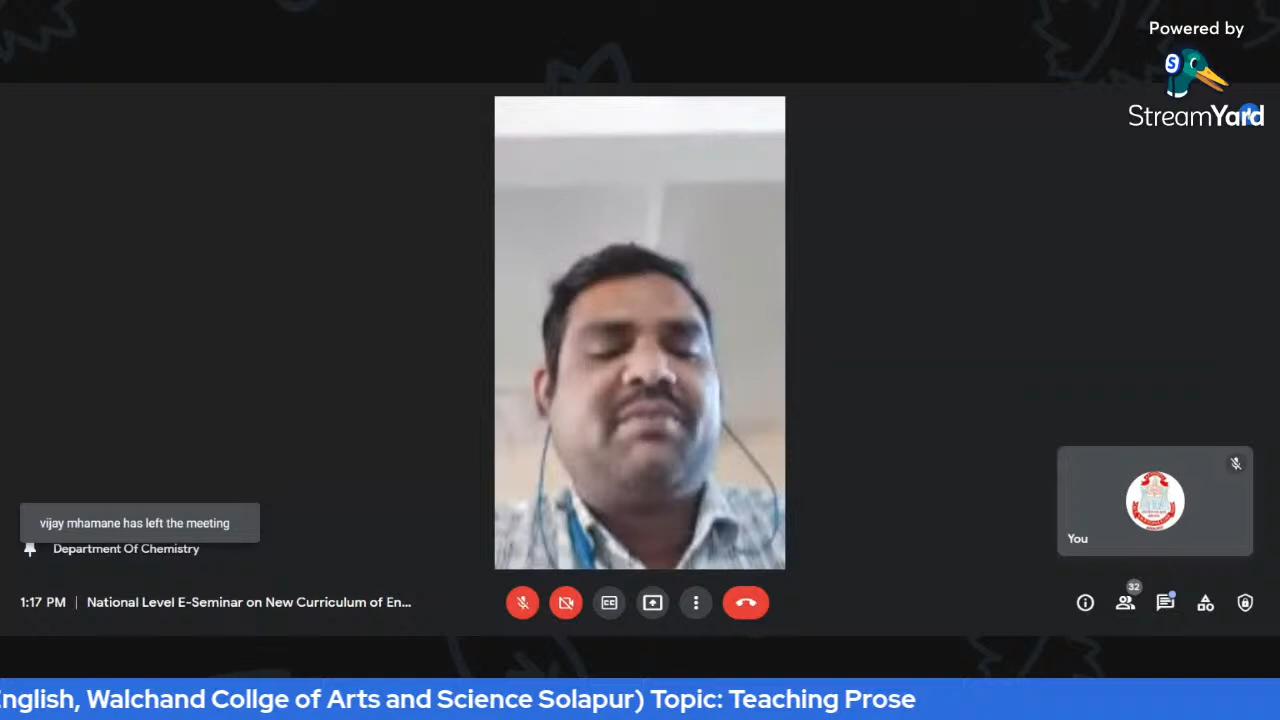 Powered by
StreamYard
vijay mhamane has left the meeting
Department Of Chemistry
You
32
1:17 PM | National Level E-Seminar on New Curriculum of En...
CC
English, Walchand Collge of Arts and Science Solapur) Topic: Teaching Prose